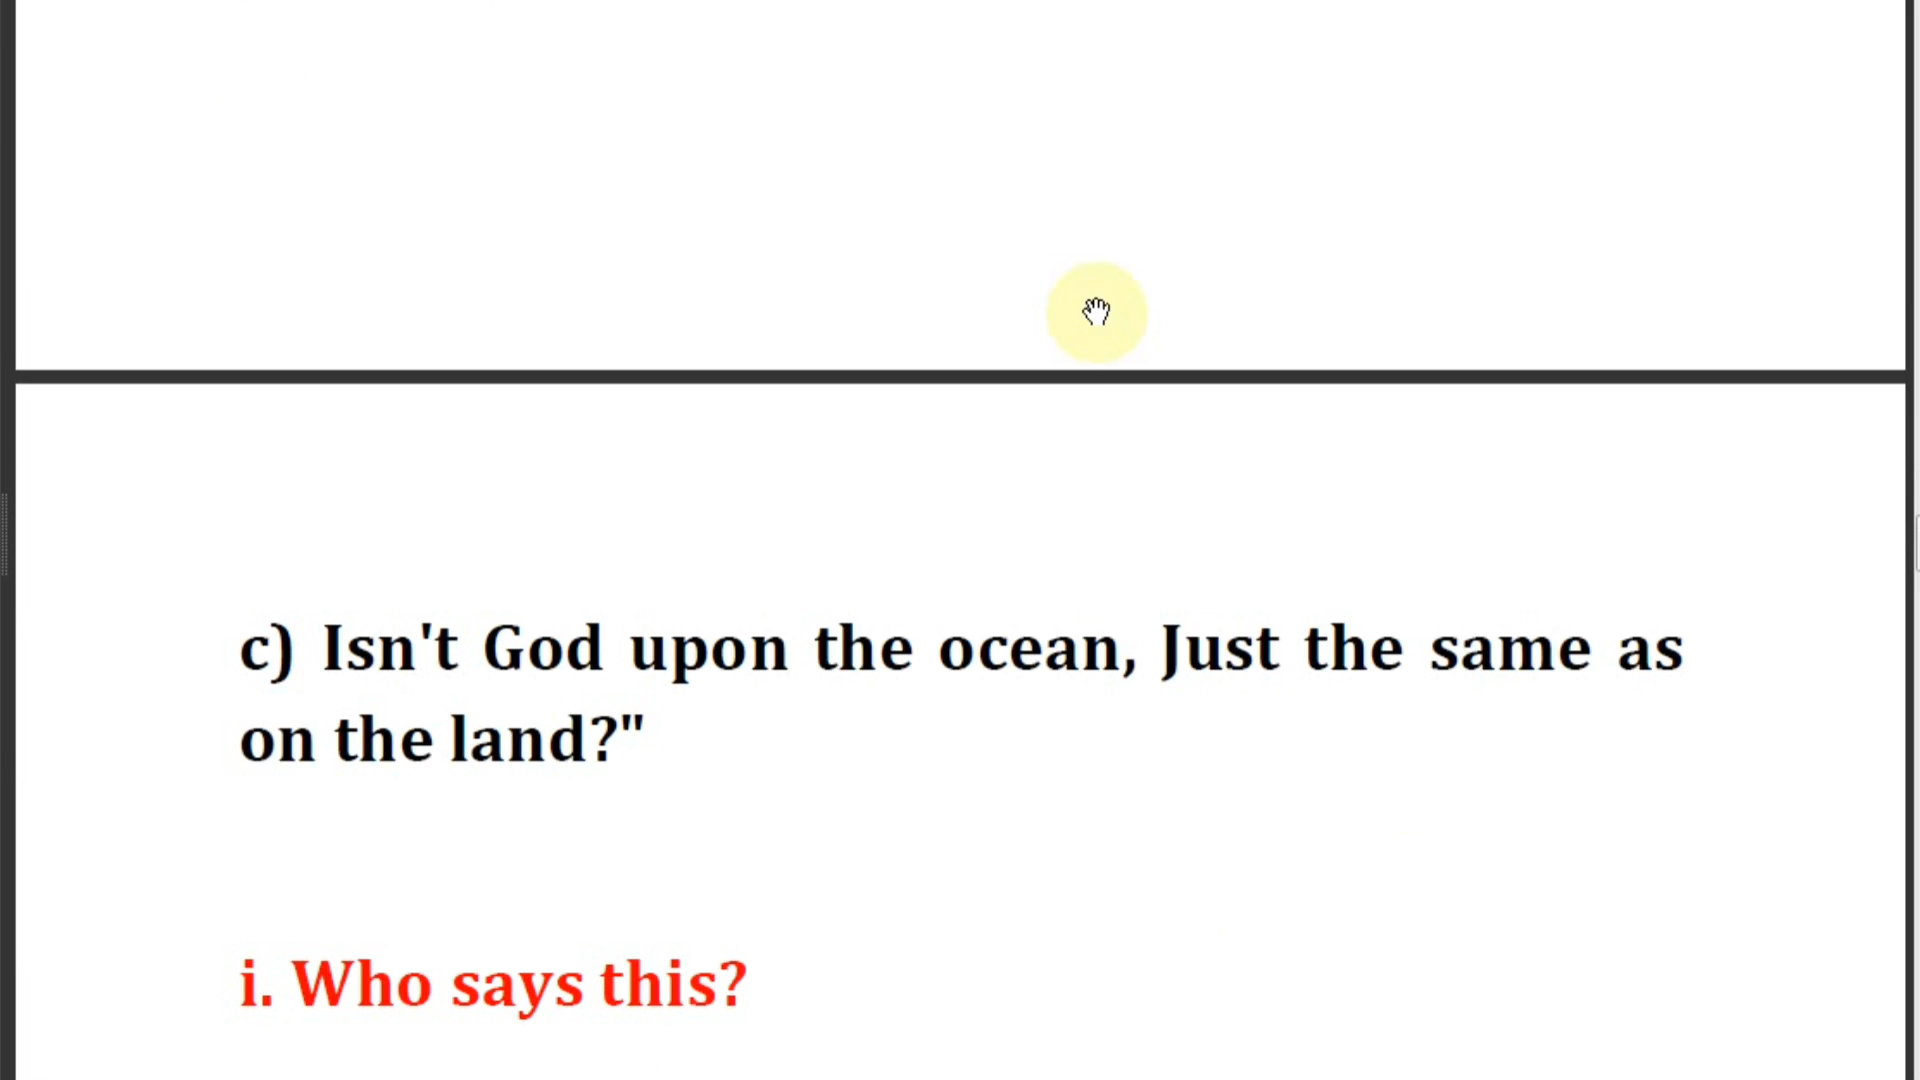 c) Isn't God upon the ocean, Just the same as
on the land?"
i. Who says this?